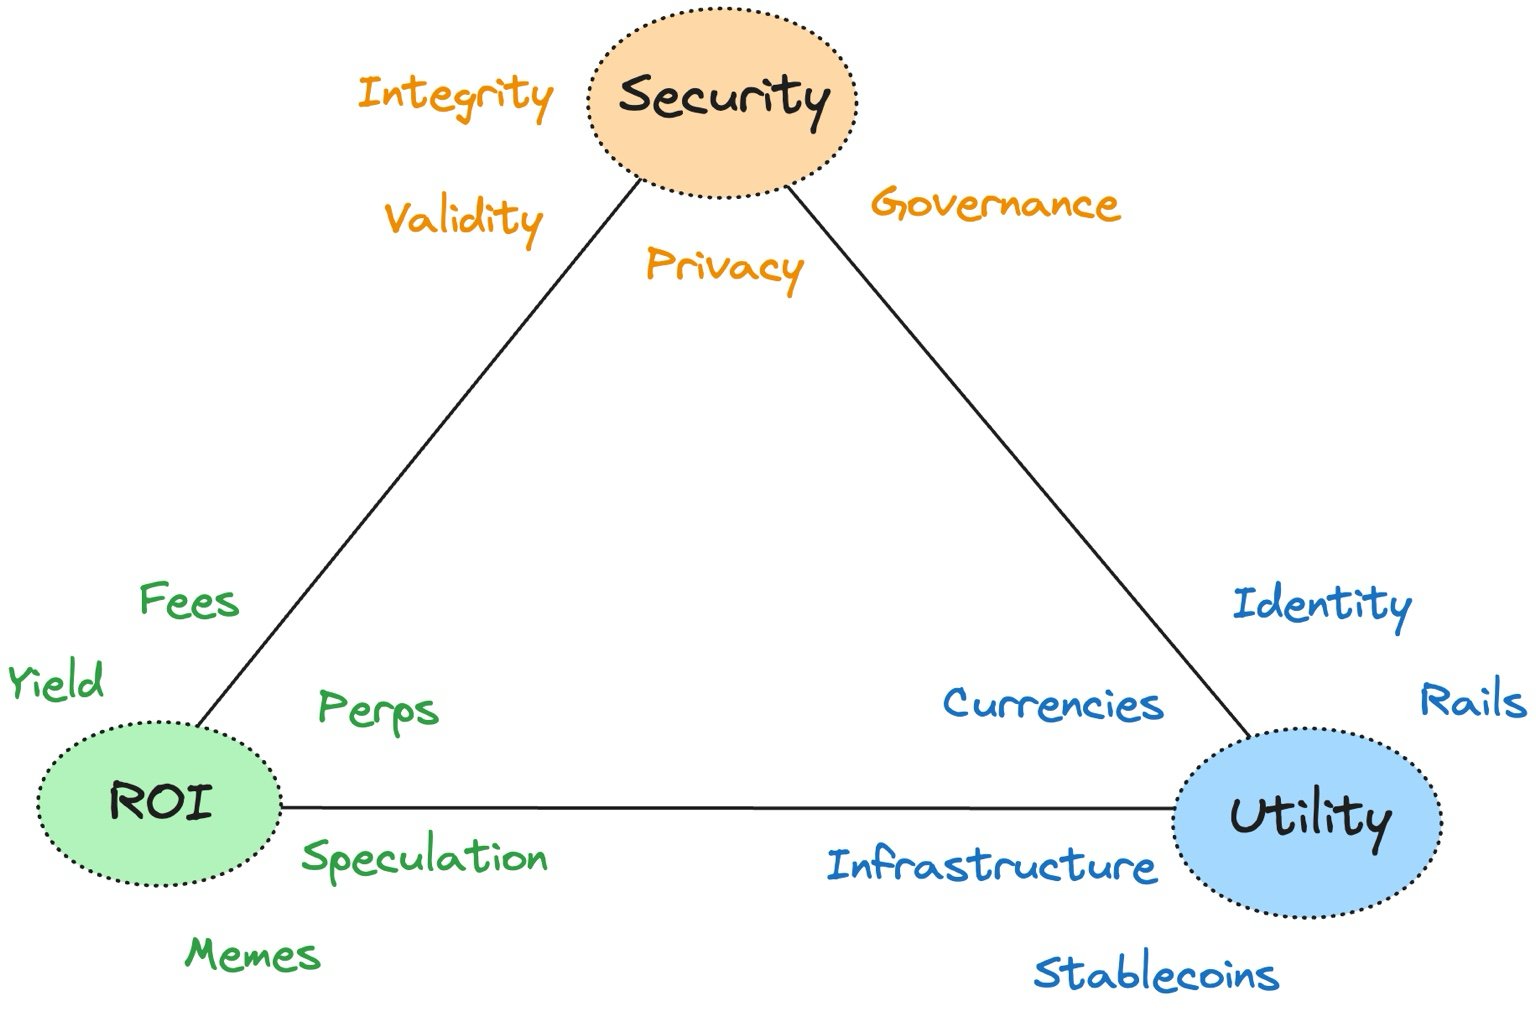 Security
Integrity
Validity
Governance
Privacy
Fees
Yield
Perps
ROI
Speculation
Memes
Identity
Currencies
Rails
Utility
Infrastructure
Stablecoins